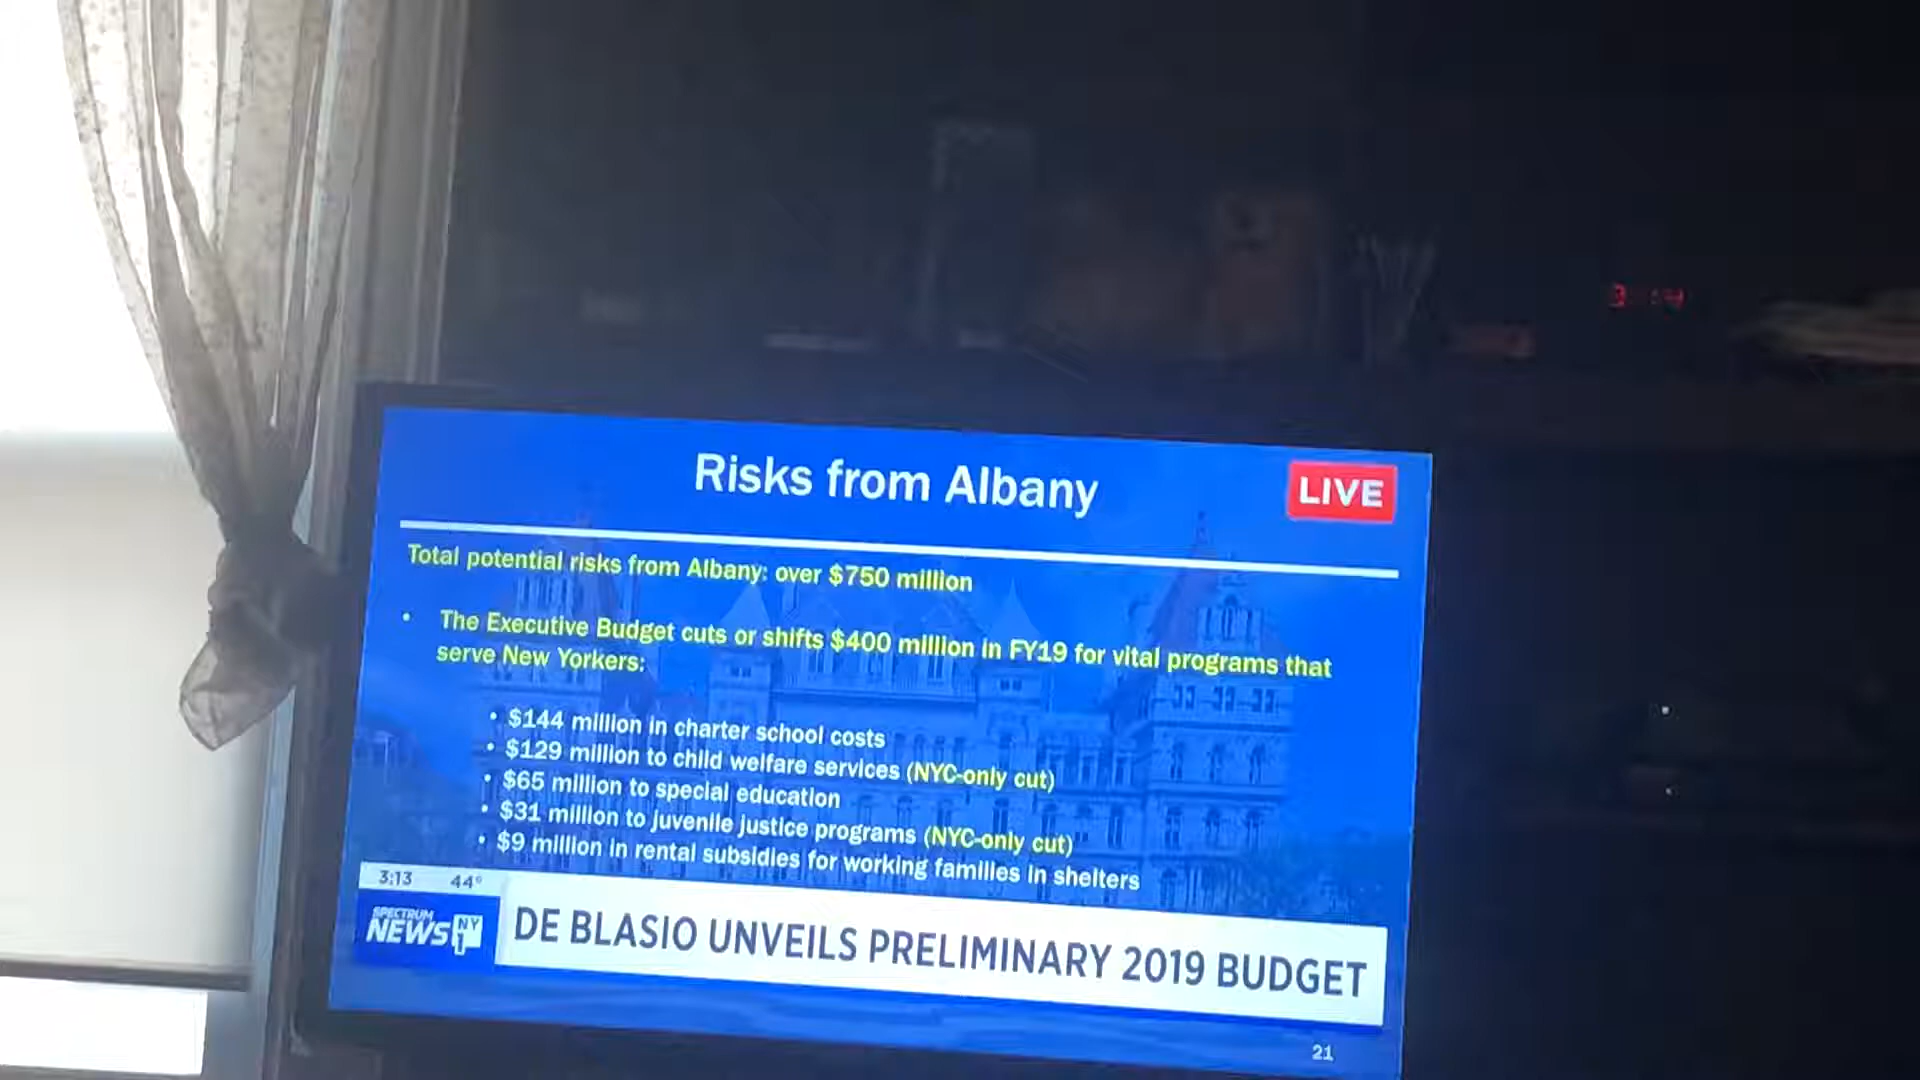 3:14
Risks from Albany
LIVE
Total potential risks from Albany: over $750 million
• The Executive Budget cuts or shifts $400 million in FY19 for vital programs that
serve New Yorkers:
• $144 million in charter school costs
• $129 million to child welfare services (NYC-only cut)
• $65 million to special education
• $31 million to juvenile justice programs (NYC-only cut)
• $9 million in rental subsidies for working families in shelters
3:13 44°
SPECTRUM
NEWS NY
1
DE BLASIO UNVEILS PRELIMINARY 2019 BUDGET
21